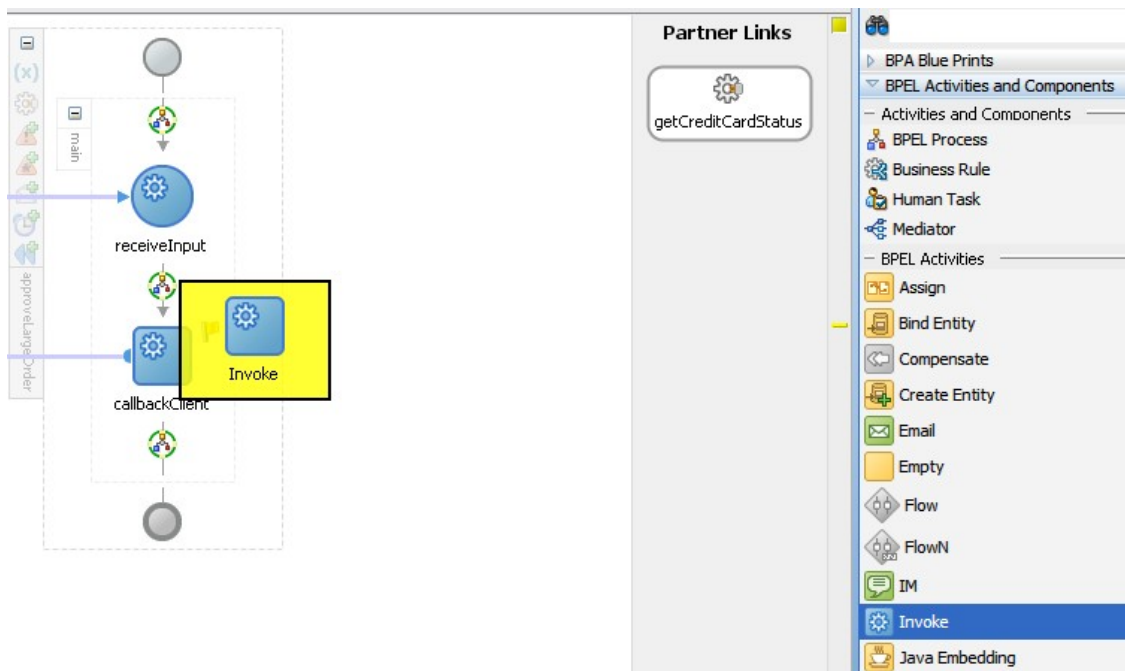 (x)
main
receiveInput
Invoke
callbackClient
approveLargeOrder
Partner Links
getCreditCardStatus
BPA Blue Prints
BPEL Activities and Components
Activities and Components
BPEL Process
Business Rule
Human Task
Mediator
BPEL Activities
Assign
Bind Entity
Compensate
Create Entity
Email
Empty
Flow
FlowN
IM
Invoke
Java Embedding